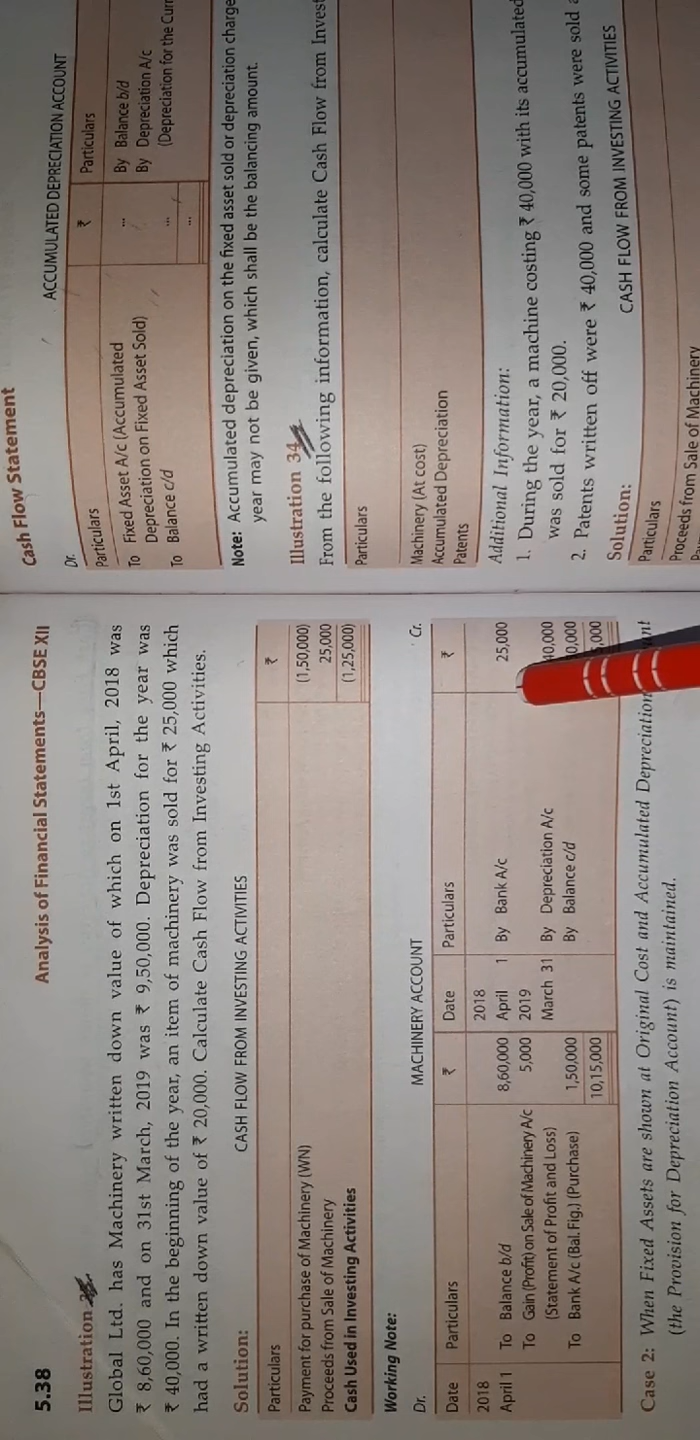 5.38 Analysis of Financial Statements—CBSE XII
Illustration
Global Ltd. has Machinery written down value of which on 1st April, 2018 was
₹ 8,60,000 and on 31st March, 2019 was ₹ 9,50,000. Depreciation for the year was
₹ 40,000. In the beginning of the year, an item of machinery was sold for ₹ 25,000 which
had a written down value of ₹ 20,000. Calculate Cash Flow from Investing Activities.
Solution: CASH FLOW FROM INVESTING ACTIVITIES
Particulars ₹
Payment for purchase of Machinery (WN) (1,50,000)
Proceeds from Sale of Machinery 25,000
Cash Used in Investing Activities (1,25,000)
Working Note:
Dr. MACHINERY ACCOUNT Cr.
Date Particulars ₹ Date Particulars ₹
2018 2018
April 1 To Balance b/d 8,60,000 April 1 By Bank A/c 25,000
To Gain (Profit) on Sale of Machinery A/c 5,000 2019
(Statement of Profit and Loss) March 31 By Depreciation A/c 40,000
To Bank A/c (Bal. Fig.) (Purchase) 1,50,000 By Balance c/d 0,000
10,15,000 5,000
Case 2: When Fixed Assets are shown at Original Cost and Accumulated Depreciation
(the Provision for Depreciation Account) is maintained.
Cash Flow Statement
Dr. ACCUMULATED DEPRECIATION ACCOUNT
Particulars ₹ Particulars
To Fixed Asset A/c (Accumulated By Balance b/d
Depreciation on Fixed Asset Sold) ... By Depreciation A/c
To Balance c/d ... (Depreciation for the Curr
...
Note: Accumulated depreciation on the fixed asset sold or depreciation charge
year may not be given, which shall be the balancing amount.
Illustration 34
From the following information, calculate Cash Flow from Invest
Particulars
Machinery (At cost)
Accumulated Depreciation
Patents
Additional Information:
1. During the year, a machine costing ₹ 40,000 with its accumulated
was sold for ₹ 20,000.
2. Patents written off were ₹ 40,000 and some patents were sold a
Solution: CASH FLOW FROM INVESTING ACTIVITIES
Particulars
Proceeds from Sale of Machinery